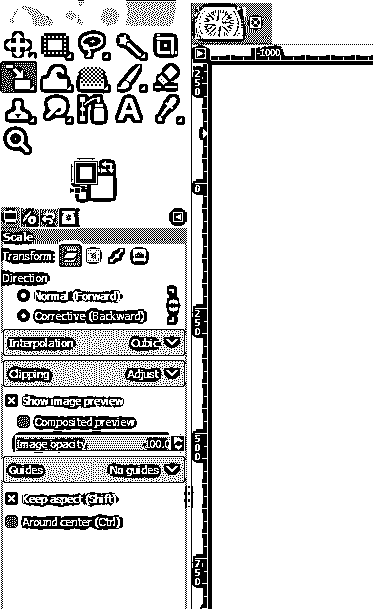 -1000
250
0
250
500
750
A
Scale
Transform:
Direction
Normal (Forward)
Corrective (Backward)
Interpolation Cubic
Clipping Adjust
Show image preview
Composited preview
Image opacity 100.0
Guides No guides
Keep aspect (Shift)
Around center (Ctrl)